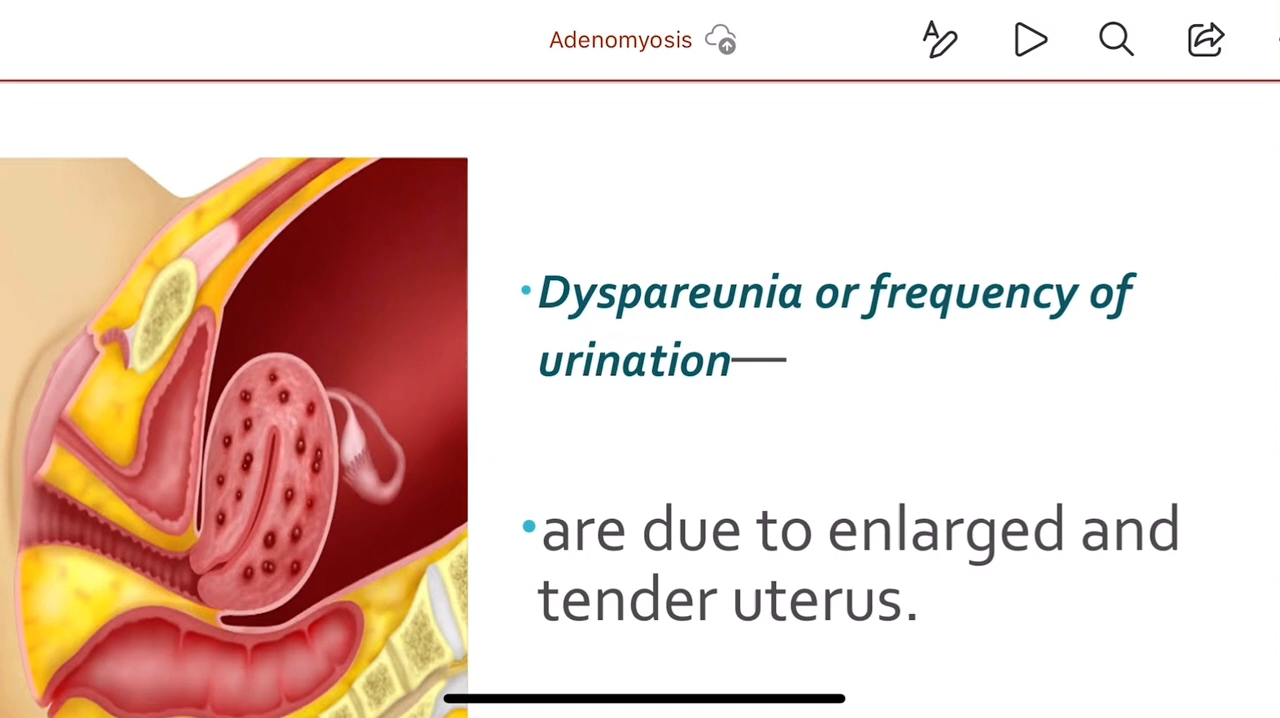 Adenomyosis
•Dyspareunia or frequency of
urination—
•are due to enlarged and
tender uterus.